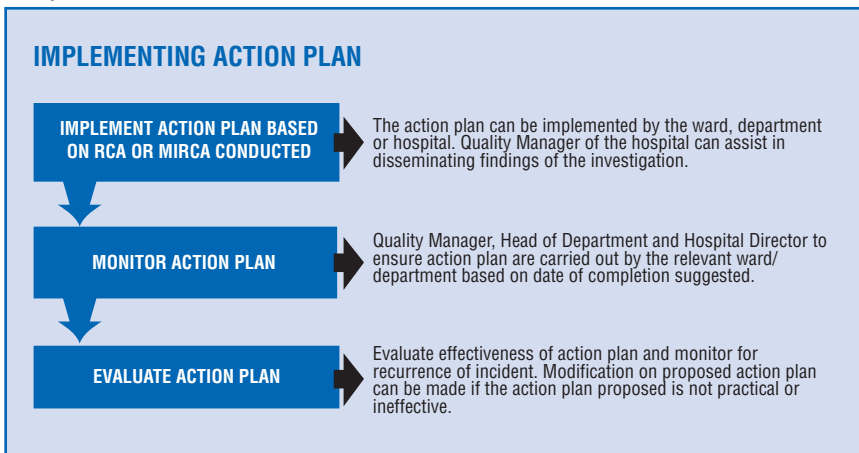 IMPLEMENTING ACTION PLAN
IMPLEMENT ACTION PLAN BASED
ON RCA OR MIRCA CONDUCTED
The action plan can be implemented by the ward, department
or hospital. Quality Manager of the hospital can assist in
disseminating findings of the investigation.
MONITOR ACTION PLAN
Quality Manager, Head of Department and Hospital Director to
ensure action plan are carried out by the relevant ward/
department based on date of completion suggested.
EVALUATE ACTION PLAN
Evaluate effectiveness of action plan and monitor for
recurrence of incident. Modification on proposed action plan
can be made if the action plan proposed is not practical or
ineffective.